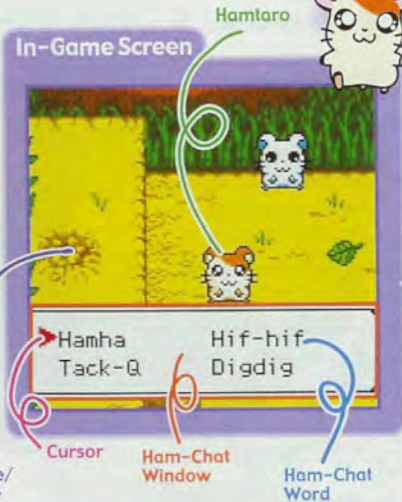 Hamtaro
In-Game Screen
Hamha Hif-hif
Tack-Q Digdig
Cursor
Ham-Chat
Window
Ham-Chat
Word